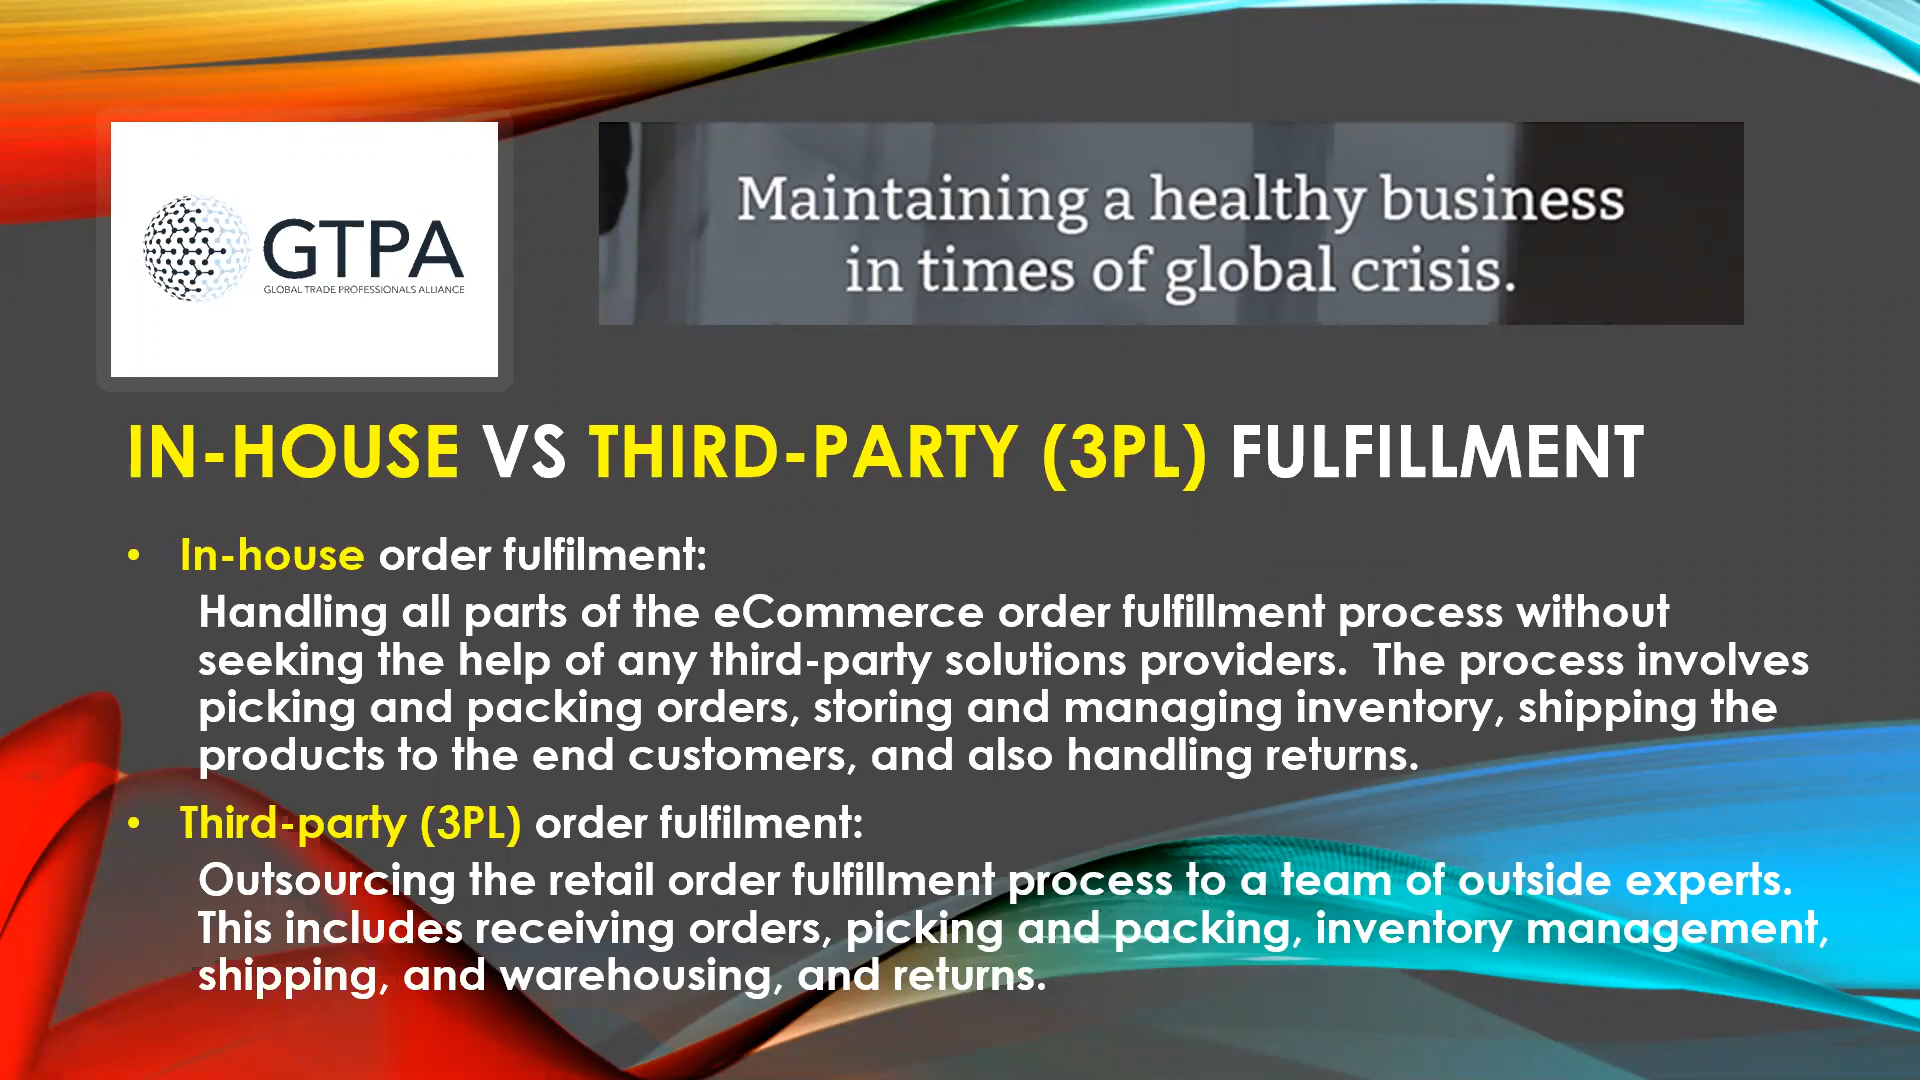 GTPA
GLOBAL TRADE PROFESSIONALS ALLIANCE
Maintaining a healthy business
in times of global crisis.
IN-HOUSE VS THIRD-PARTY (3PL) FULFILLMENT
• In-house order fulfilment:
Handling all parts of the eCommerce order fulfillment process without
seeking the help of any third-party solutions providers.  The process involves
picking and packing orders, storing and managing inventory, shipping the
products to the end customers, and also handling returns.
• Third-party (3PL) order fulfilment:
Outsourcing the retail order fulfillment process to a team of outside experts.
This includes receiving orders, picking and packing, inventory management,
shipping, and warehousing, and returns.